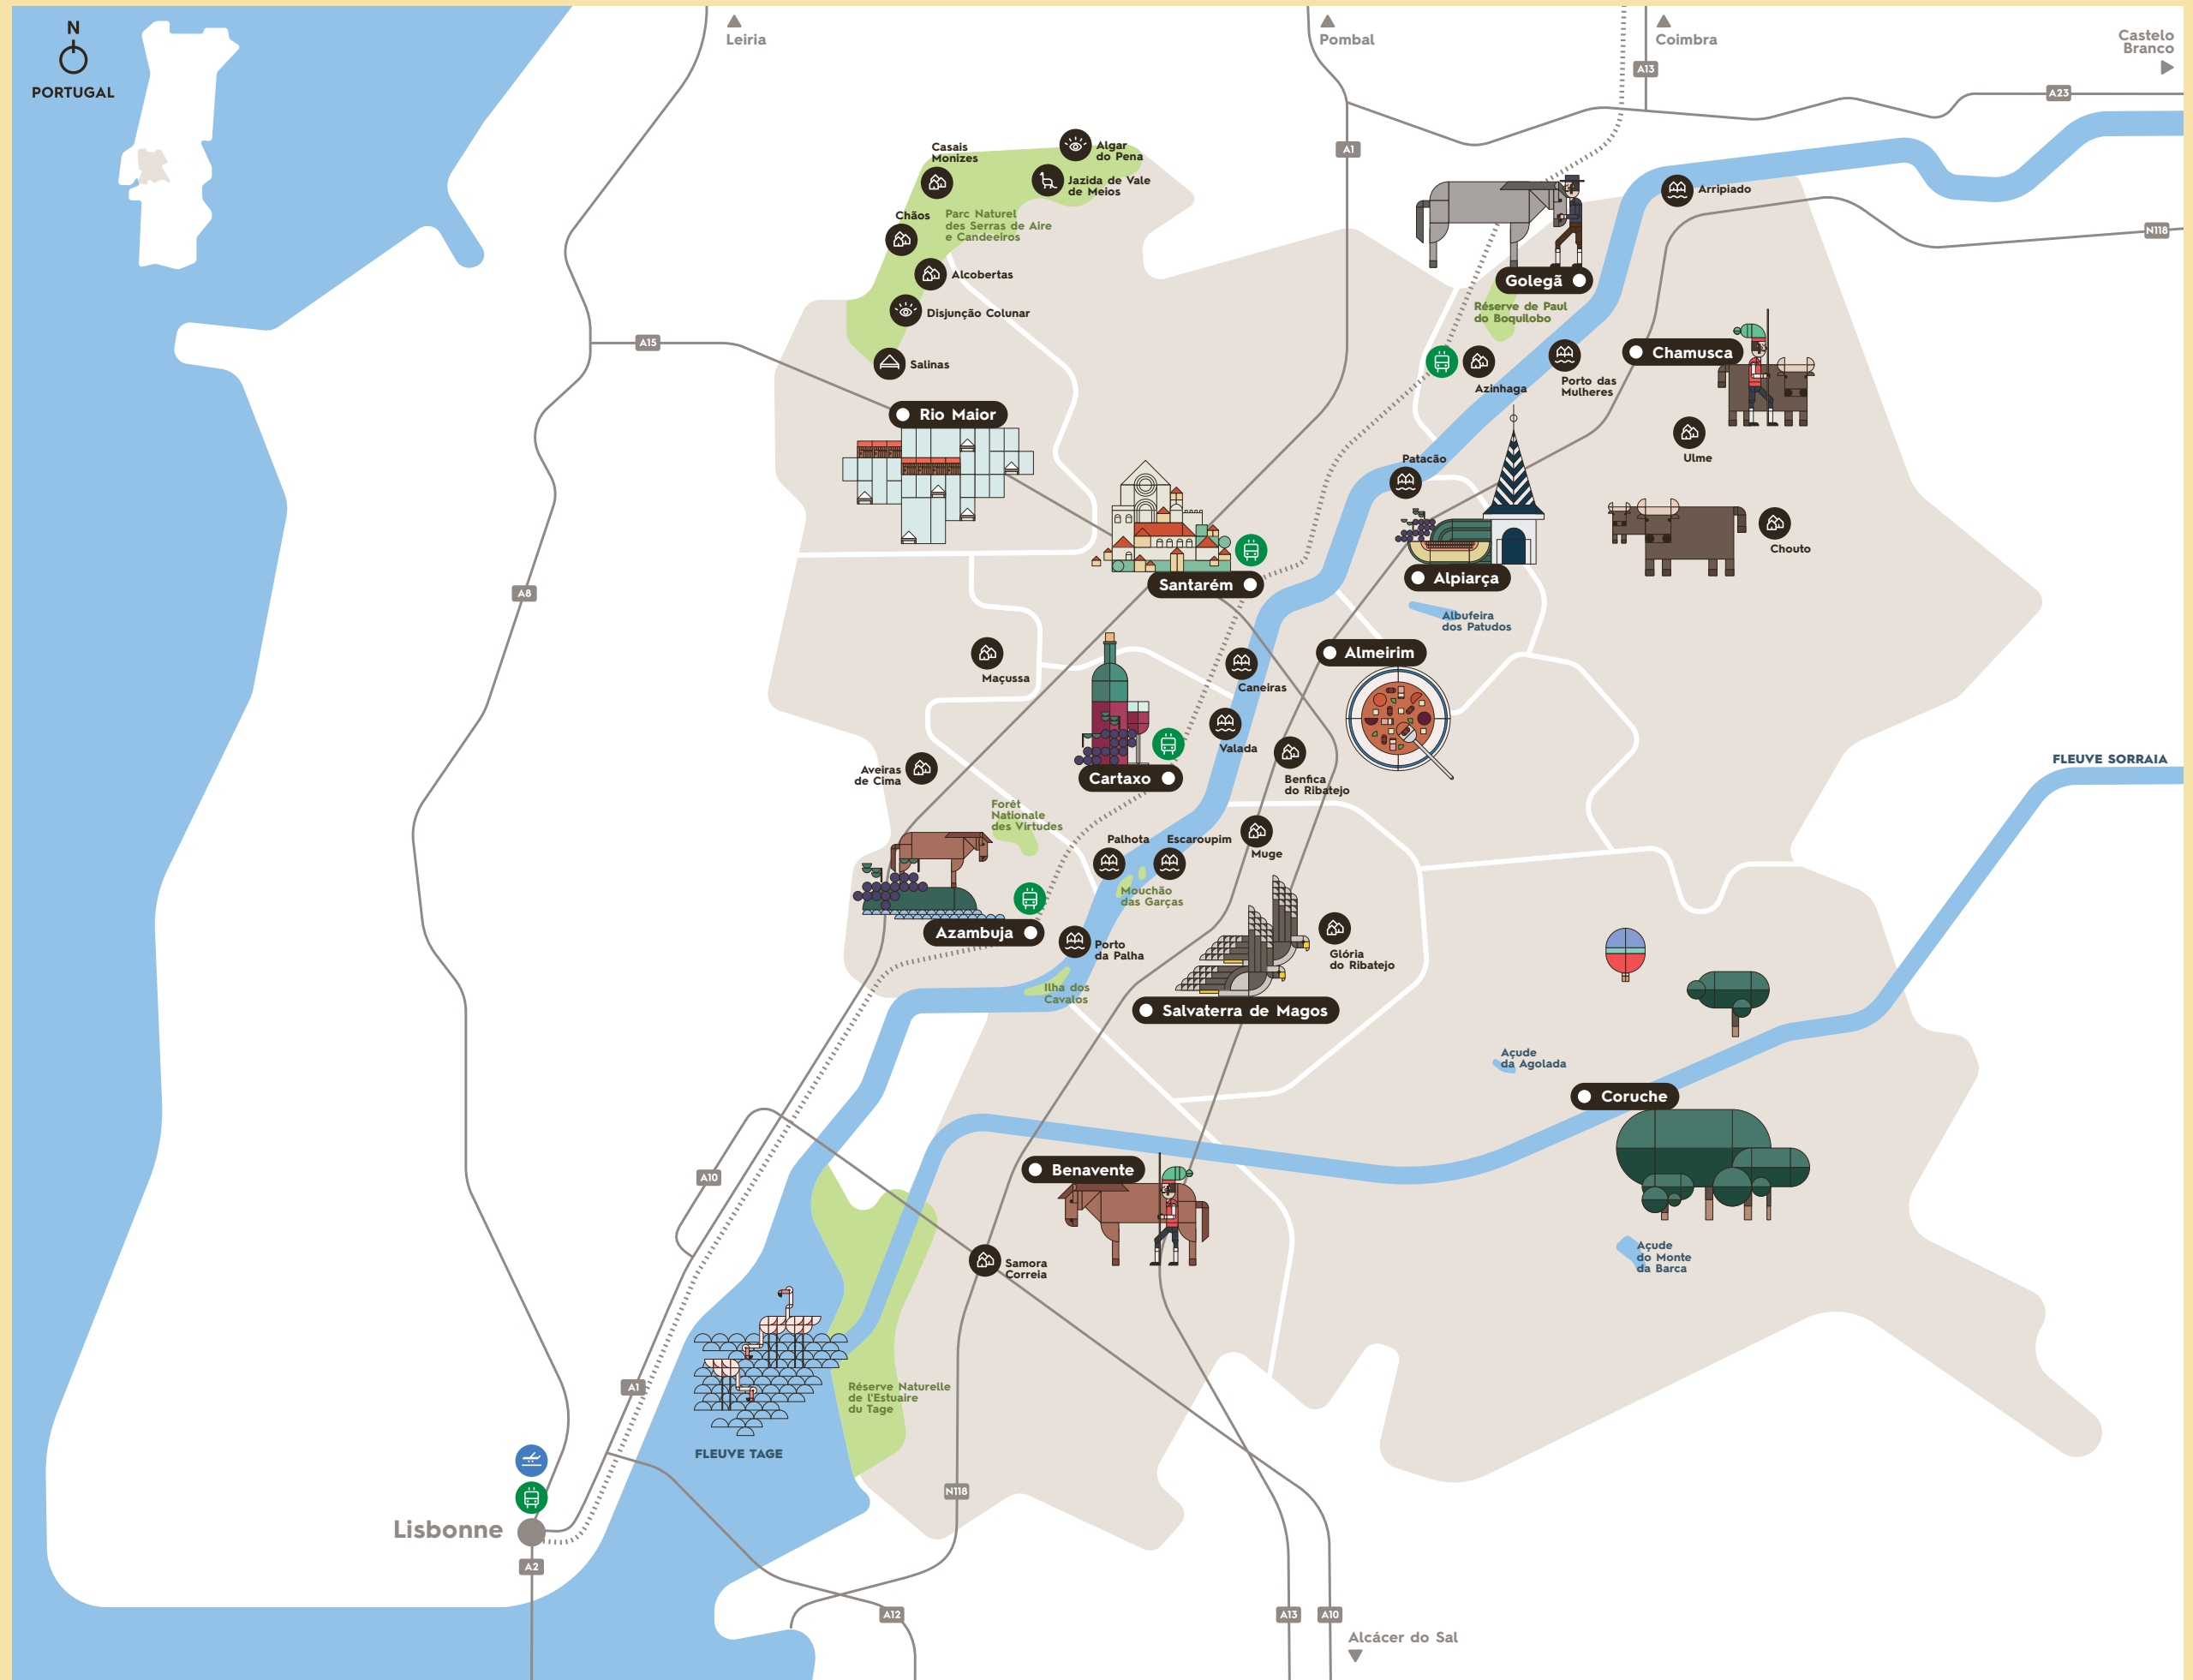 N
PORTUGAL
Leiria
Pombal
Coimbra
Castelo
Branco
A13
A23
A1
N118
Casais
Monizes
Algar
do Pena
Jazida de Vale
de Meios
Chãos
Parc Naturel
des Serras de Aire
e Candeeiros
Alcobertas
Disjunção Colunar
Salinas
Arripiado
Golegã
Réserve de Paul
do Boquilobo
A15
Chamusca
Azinhaga
Porto das
Mulheres
Rio Maior
Ulme
Patacão
Chouto
Santarém
Alpiarça
A8
Albufeira
dos Patudos
Almeirim
Maçussa
Caneiras
Valada
Cartaxo
Benfica
do Ribatejo
Aveiras
de Cima
FLEUVE SORRAIA
Forêt
Nationale
des Virtudes
Palhota
Escaroupim
Muge
Mouchão
das Garças
Azambuja
Porto
da Palha
Glória
do Ribatejo
Ilha dos
Cavalos
Salvaterra de Magos
Açude
da Agolada
Coruche
Benavente
A10
Açude
do Monte
da Barca
Samora
Correia
A1
Réserve Naturelle
de l'Estuaire
du Tage
FLEUVE TAGE
N118
Lisbonne
A2
A12
A13
A10
Alcácer do Sal